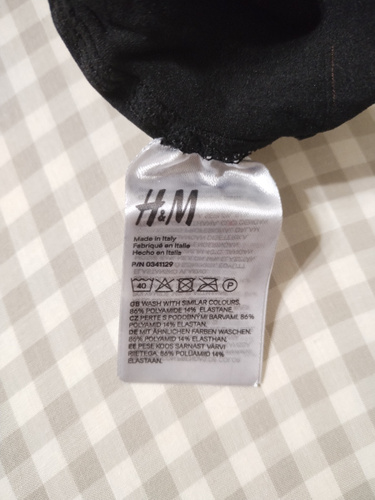 H&M
Made in Italy
Fabriqué en Italie
Hecho en Italia
P/N 0341129
40 P
GB WASH WITH SIMILAR COLOURS.
86% POLYAMIDE 14% ELASTANE.
CZ PERTE S PODOBNÝMI BARVAMI. 86%
POLYAMID 14% ELASTAN.
DE MIT ÄHNLICHEN FARBEN WASCHEN.
86% POLYAMID 14% ELASTHAN.
EE PESE KOOS SARNAST VÄRVI
RIIETEGA. 86% POLÜAMIID 14%
ELASTAAN.